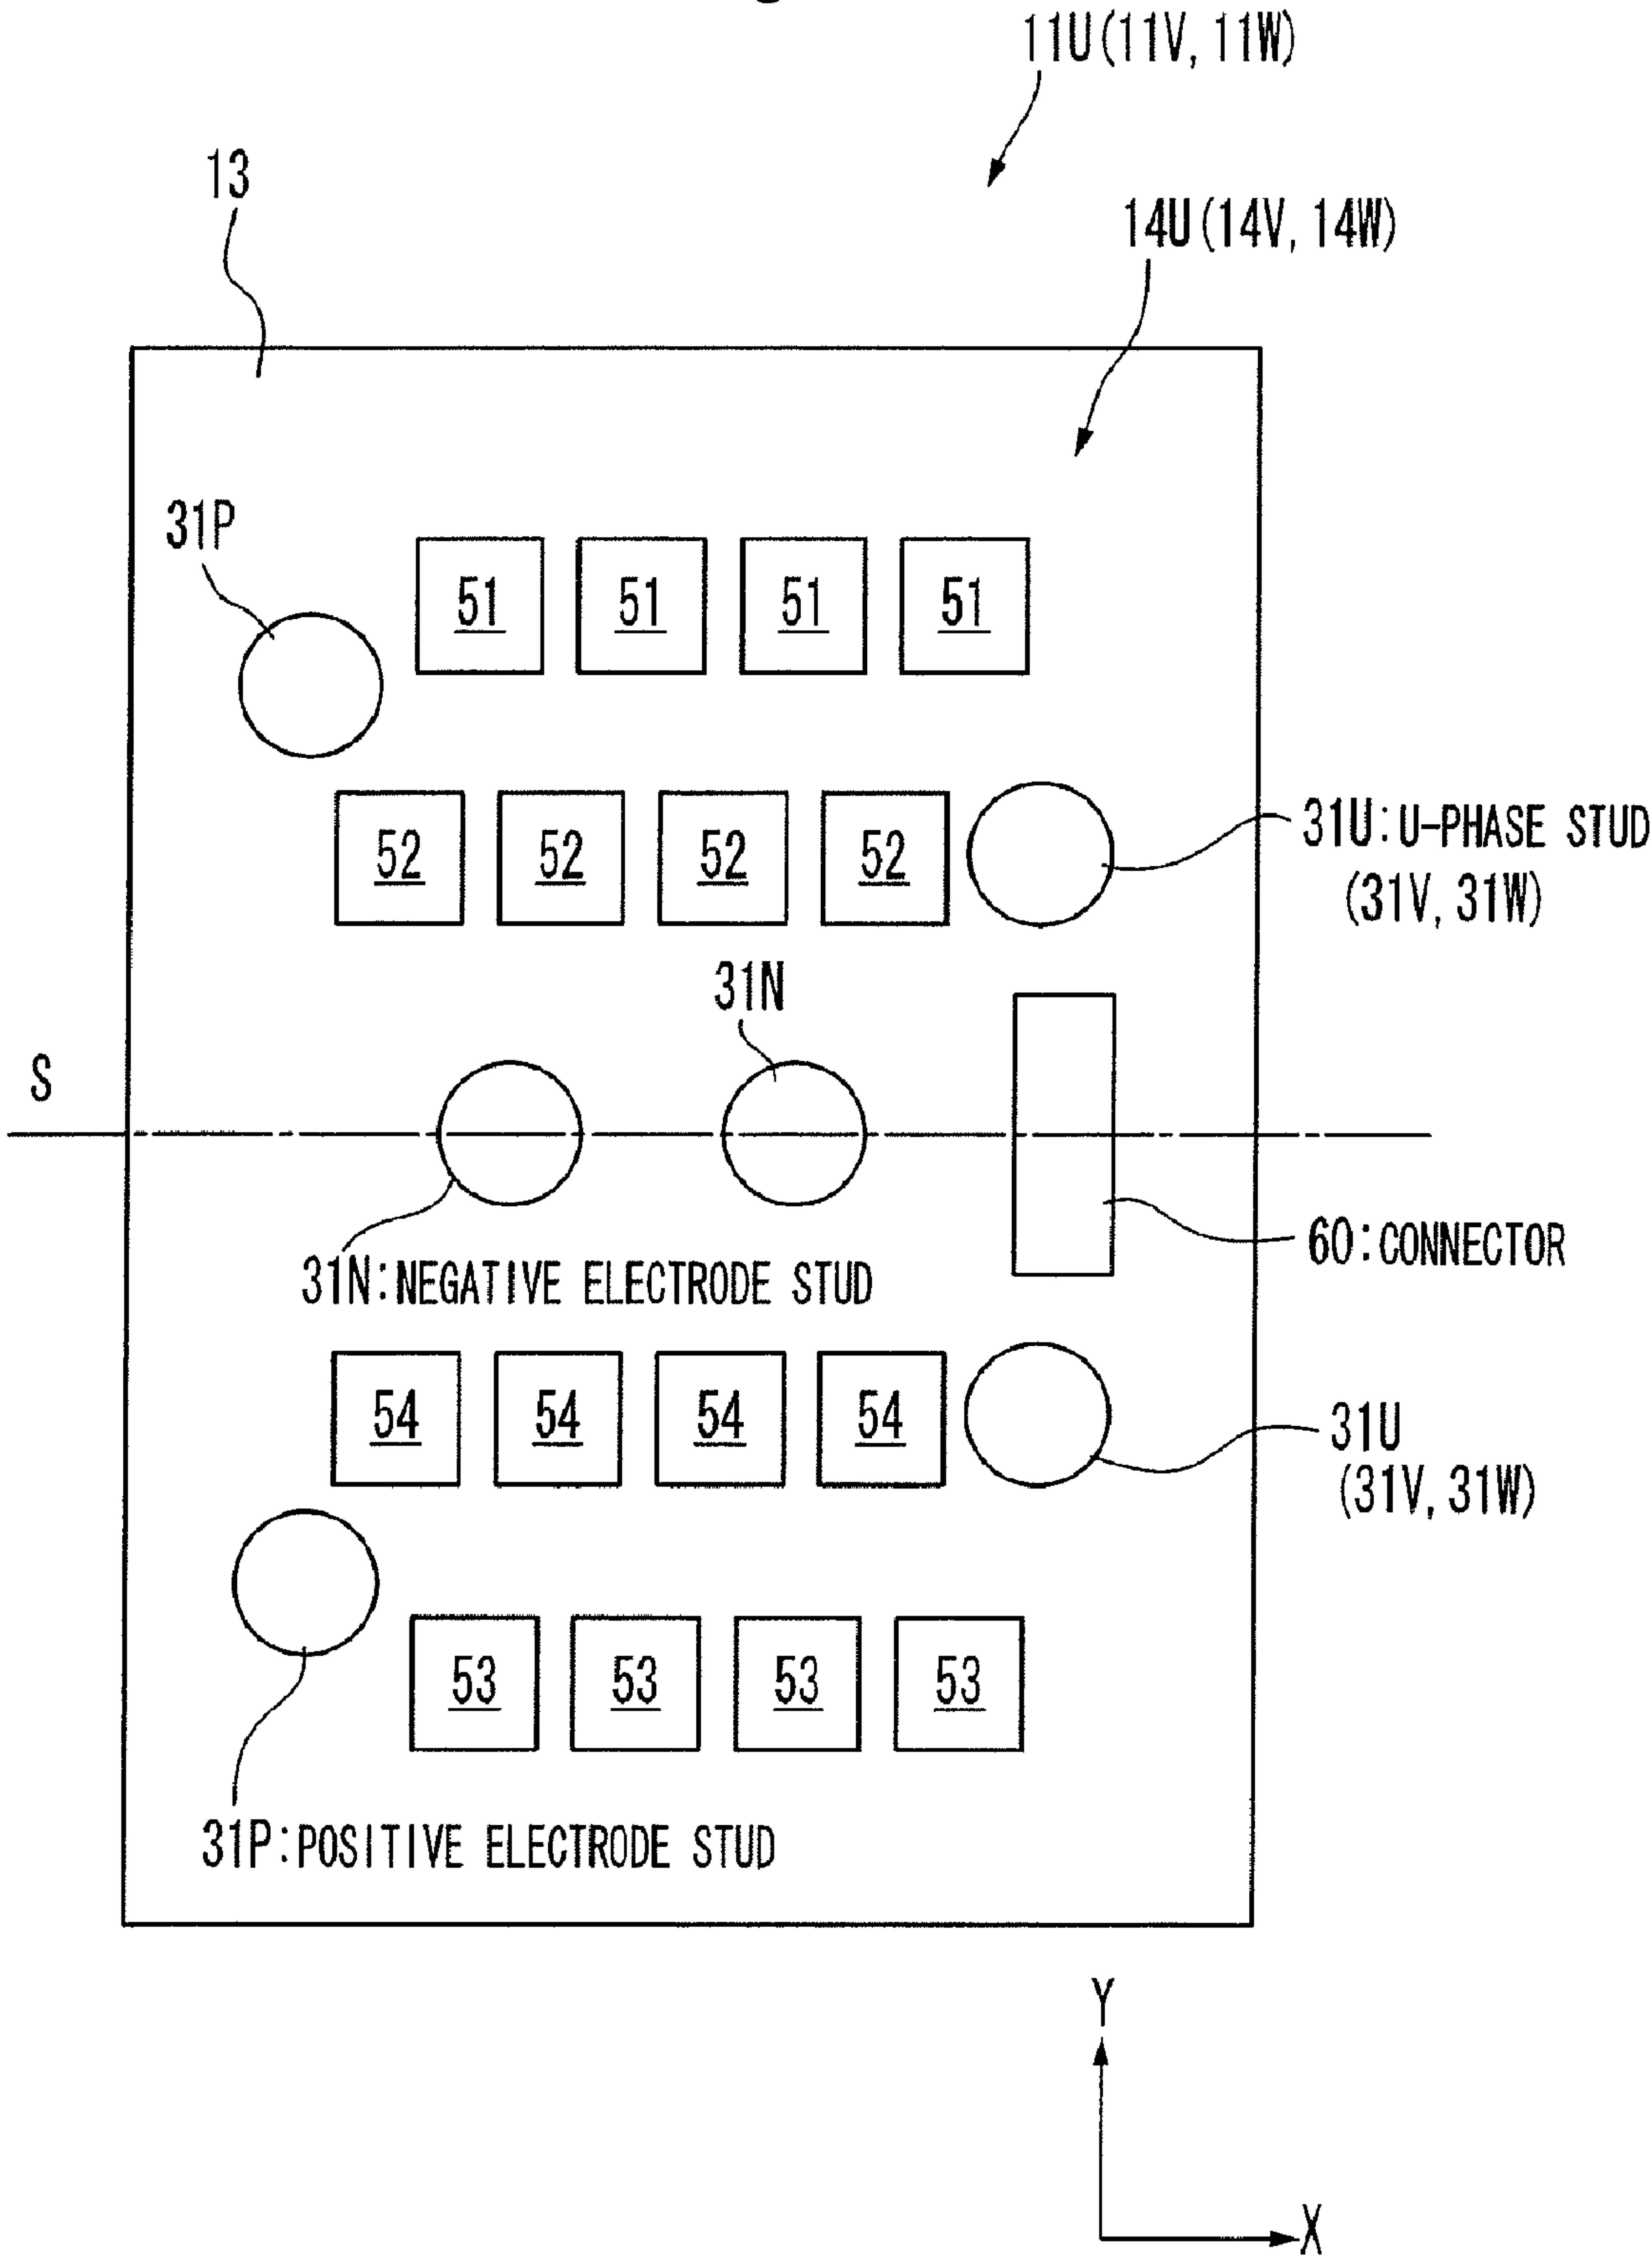 11U(11V, 11W)
13
14U(14V, 14W)
31P
51 51 51 51
52 52 52 52
31U:U-PHASE STUD
(31V, 31W)
31N
S
60:CONNECTOR
31N:NEGATIVE ELECTRODE STUD
54 54 54 54
31U
(31V, 31W)
53 53 53 53
31P:POSITIVE ELECTRODE STUD
Y
X